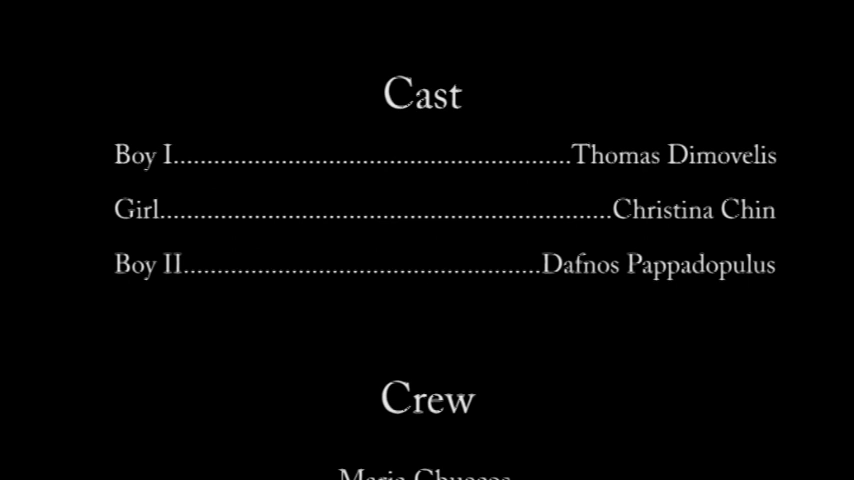 Cast
Boy I...........................................................Thomas Dimovelis
Girl...................................................................Christina Chin
Boy II.....................................................Dafnos Pappadopulus
Crew